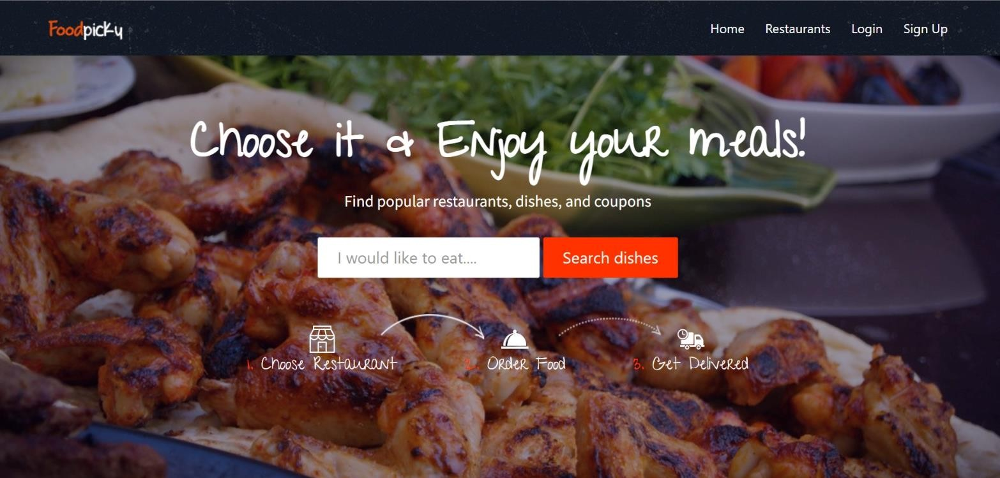 Foodpicky
Home Restaurants Login Sign Up
Choose it & Enjoy your meals!
Find popular restaurants, dishes, and coupons
I would like to eat.... Search dishes
1. Choose Restaurant 2. Order Food 3. Get Delivered